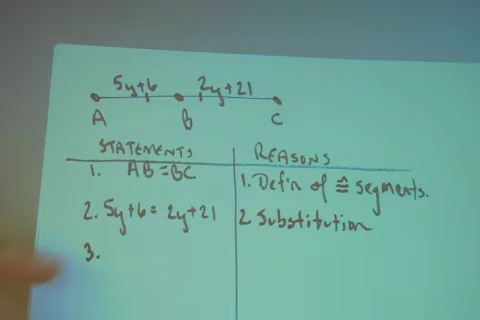 5y+6 2y+21
A B C
STATEMENTS REASONS
1. AB = BC 1. Def'n of ≅ segments.
2. 5y+6 = 2y+21 2 Substitution
3.